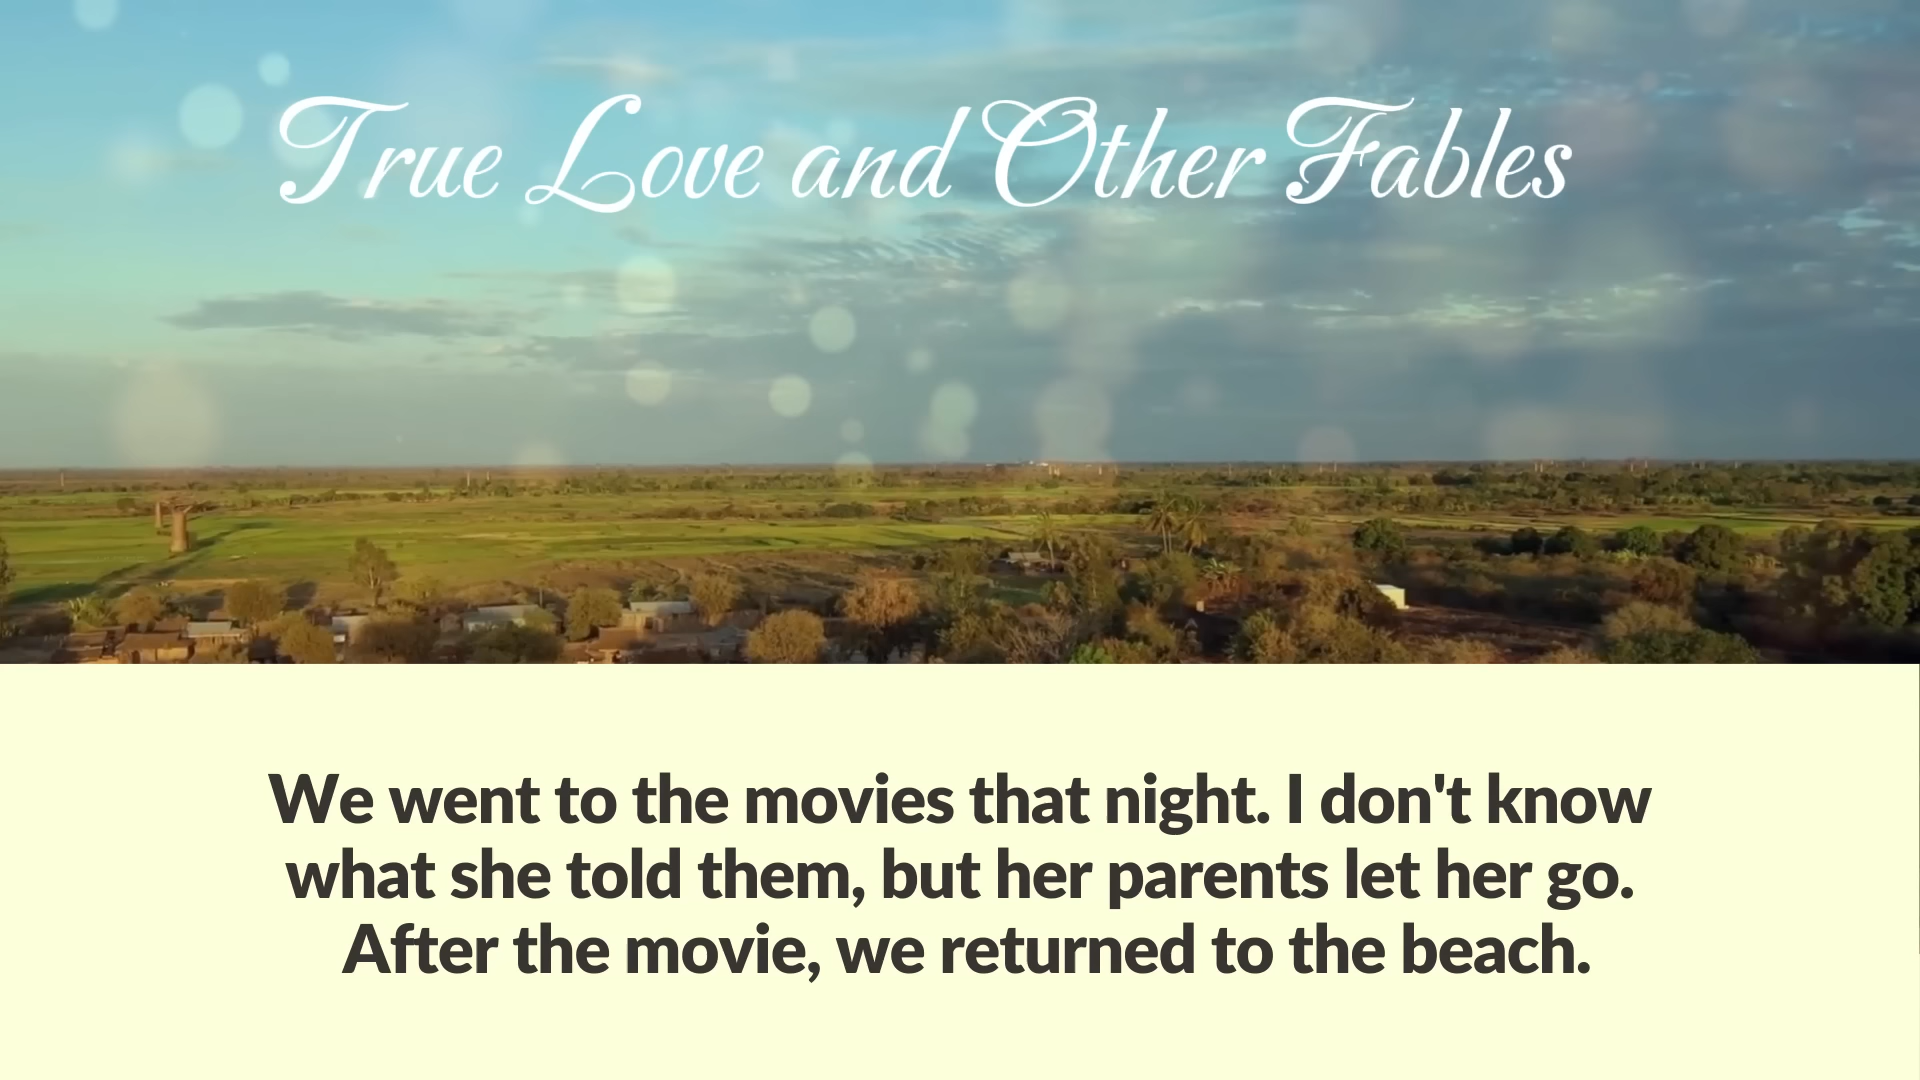 True Love and Other Fables
We went to the movies that night. I don't know
what she told them, but her parents let her go.
After the movie, we returned to the beach.